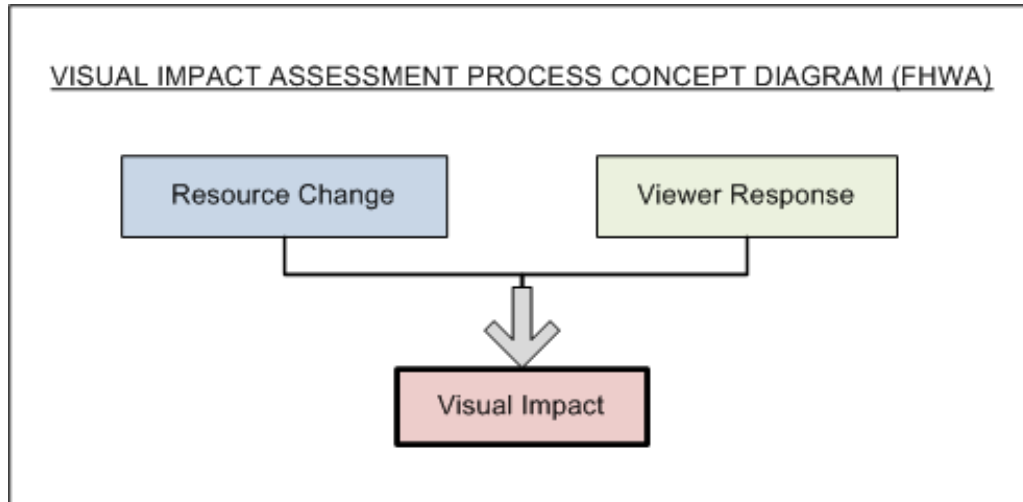 VISUAL IMPACT ASSESSMENT PROCESS CONCEPT DIAGRAM (FHWA)
Resource Change
Viewer Response
Visual Impact